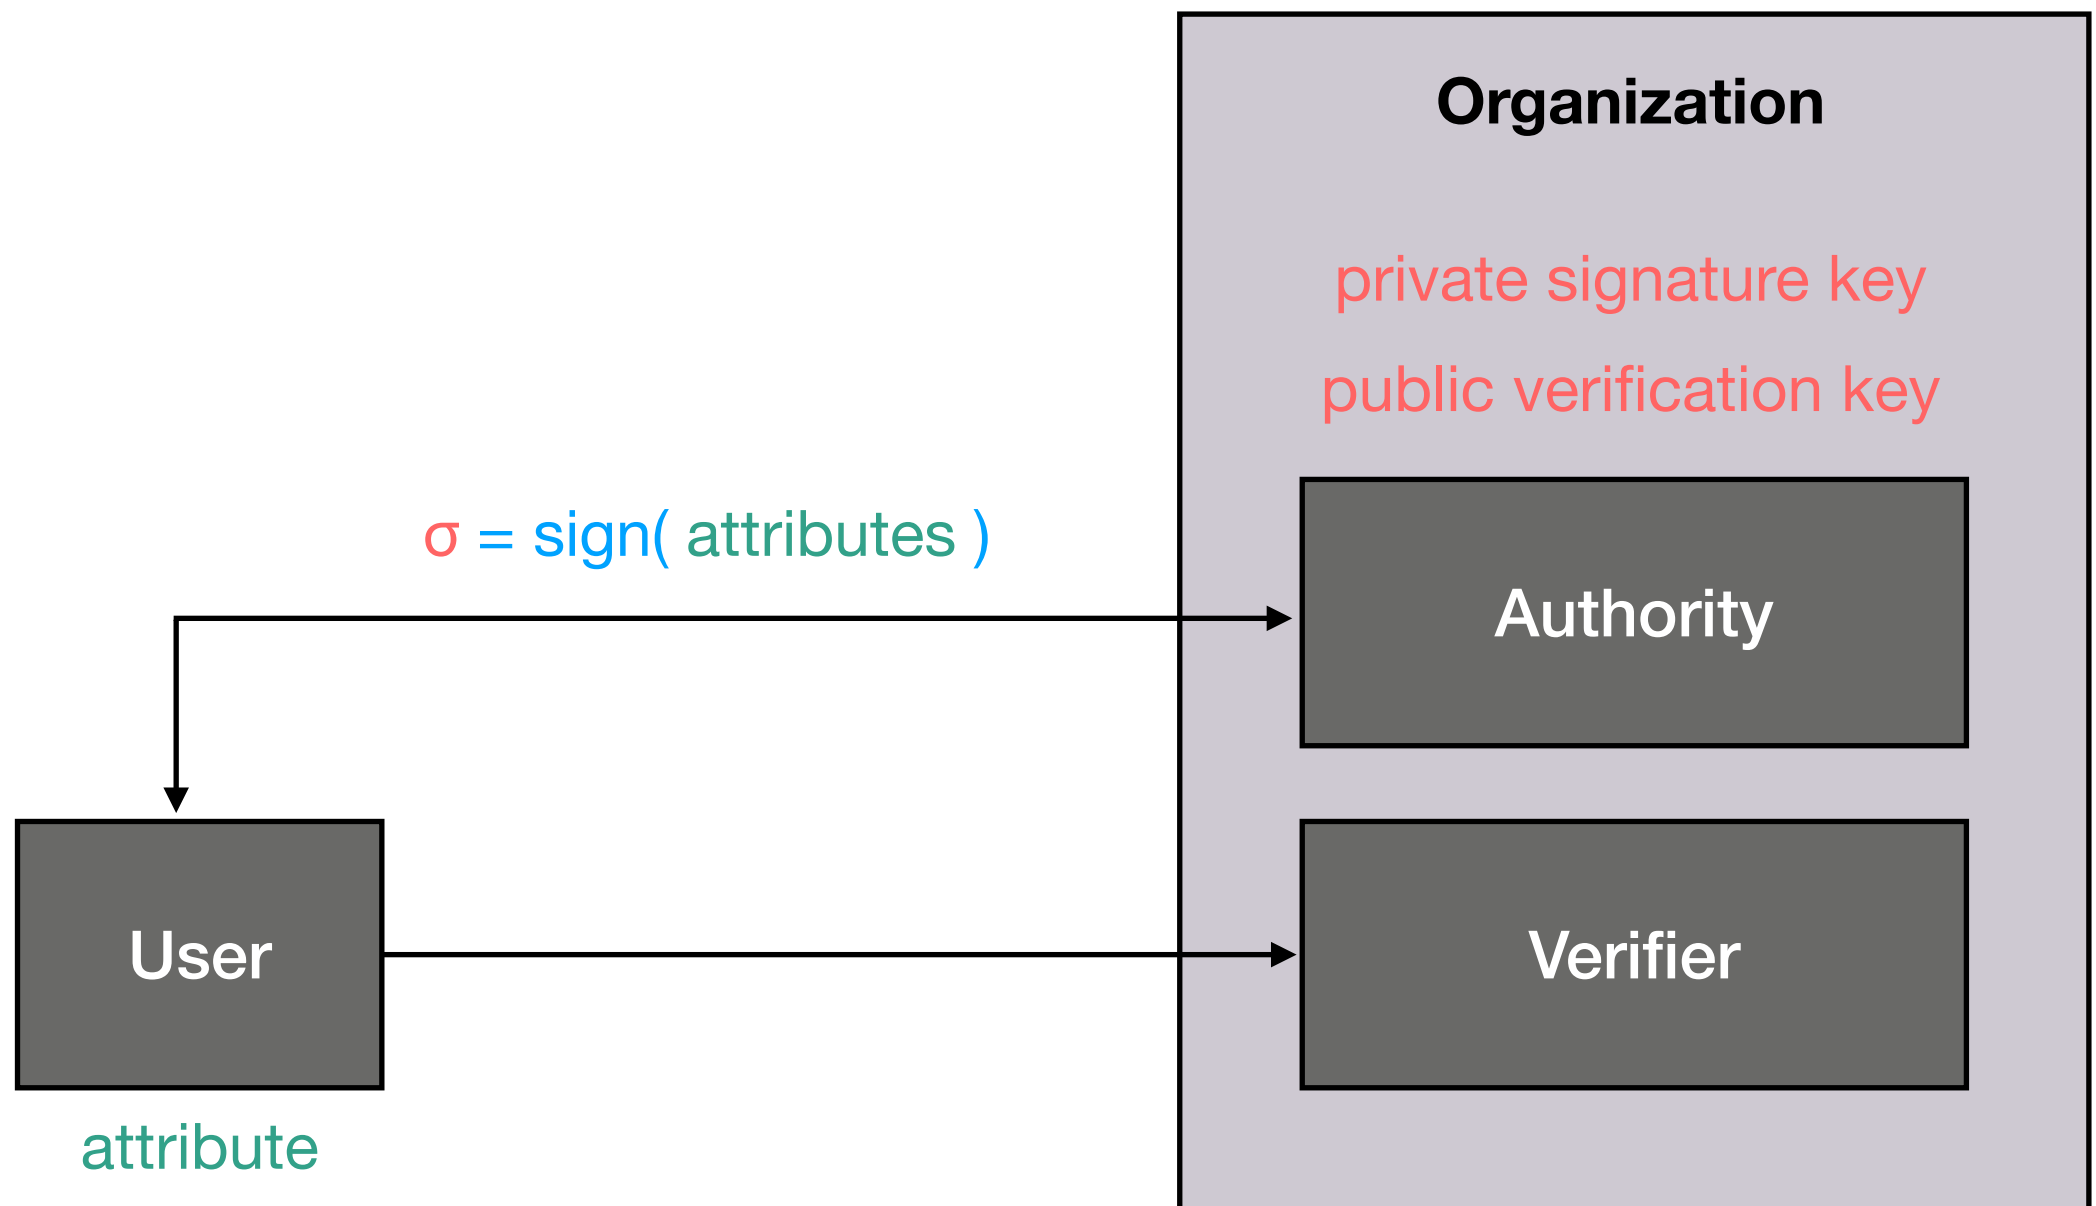 Organization
private signature key
public verification key
σ = sign( attributes )
Authority
User
Verifier
attribute